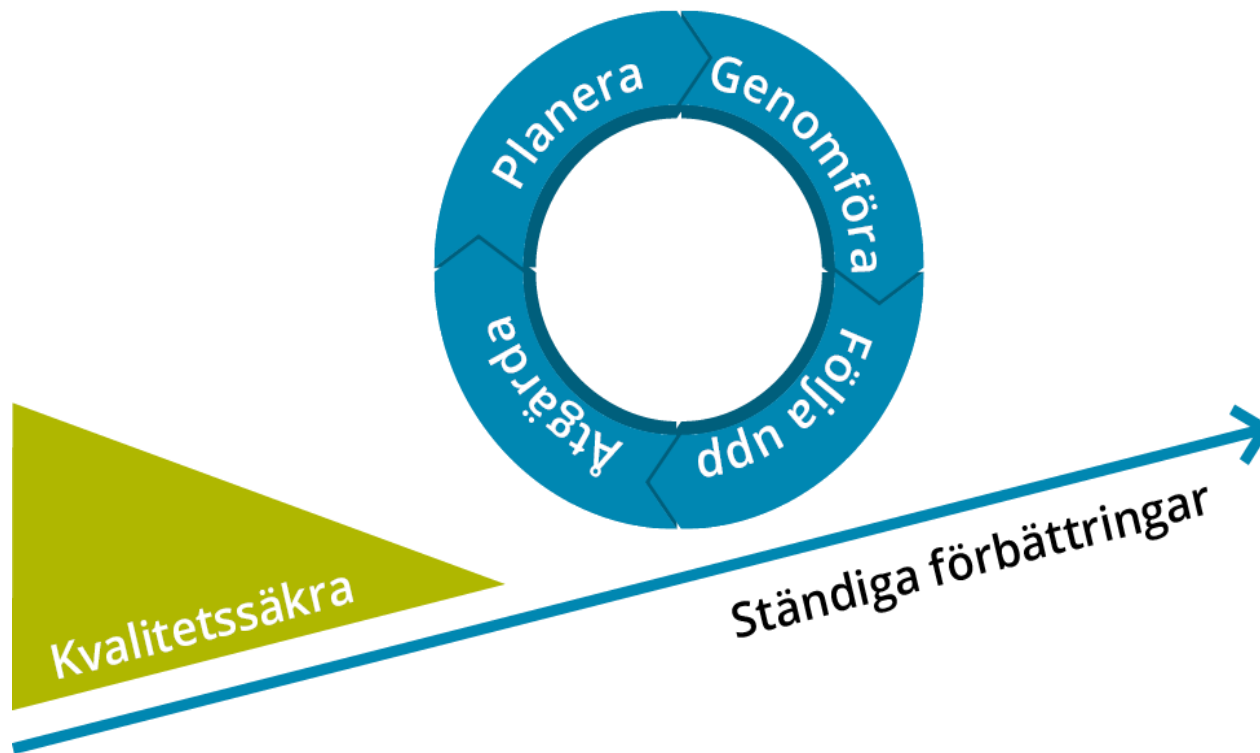 Planera
Genomföra
Följa upp
Åtgärda
Kvalitetssäkra
Ständiga förbättringar